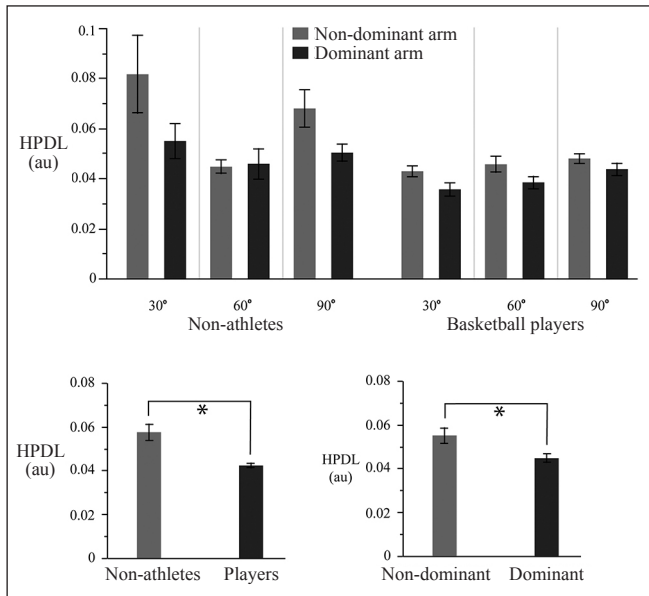 0.1
Non-dominant arm
Dominant arm
0.08
HPDL
(au)
0.06
0.04
0.02
0
30° 60° 90° 30° 60° 90°
Non-athletes Basketball players
0.08
HPDL
(au)
0.06
0.04
0.02
0
*
Non-athletes Players
0.08
HPDL
(au)
0.06
0.04
0.02
0
*
Non-dominant Dominant